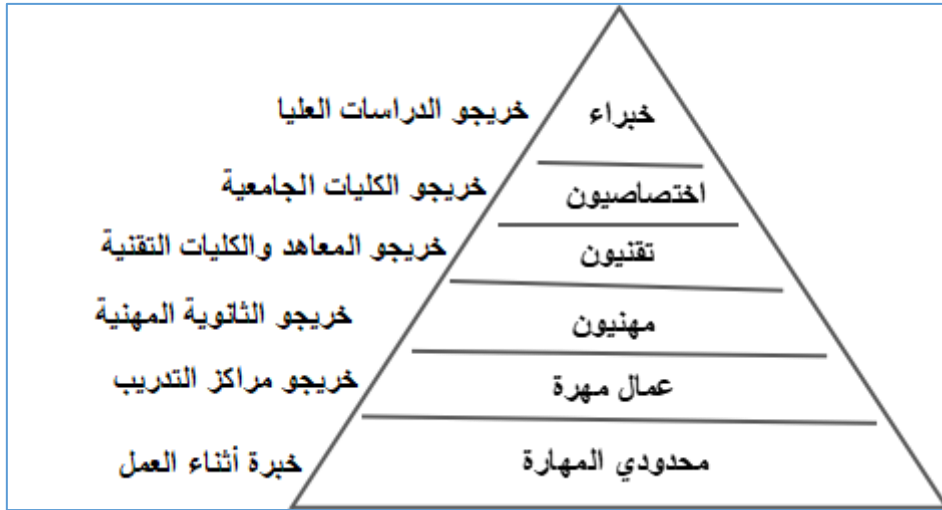 خبراء
خريجو الدراسات العليا
اختصاصيون
خريجو الكليات الجامعية
تقنيون
خريجو المعاهد والكليات التقنية
مهنيون
خريجو الثانوية المهنية
عمال مهرة
خريجو مراكز التدريب
محدودي المهارة
خبرة أثناء العمل